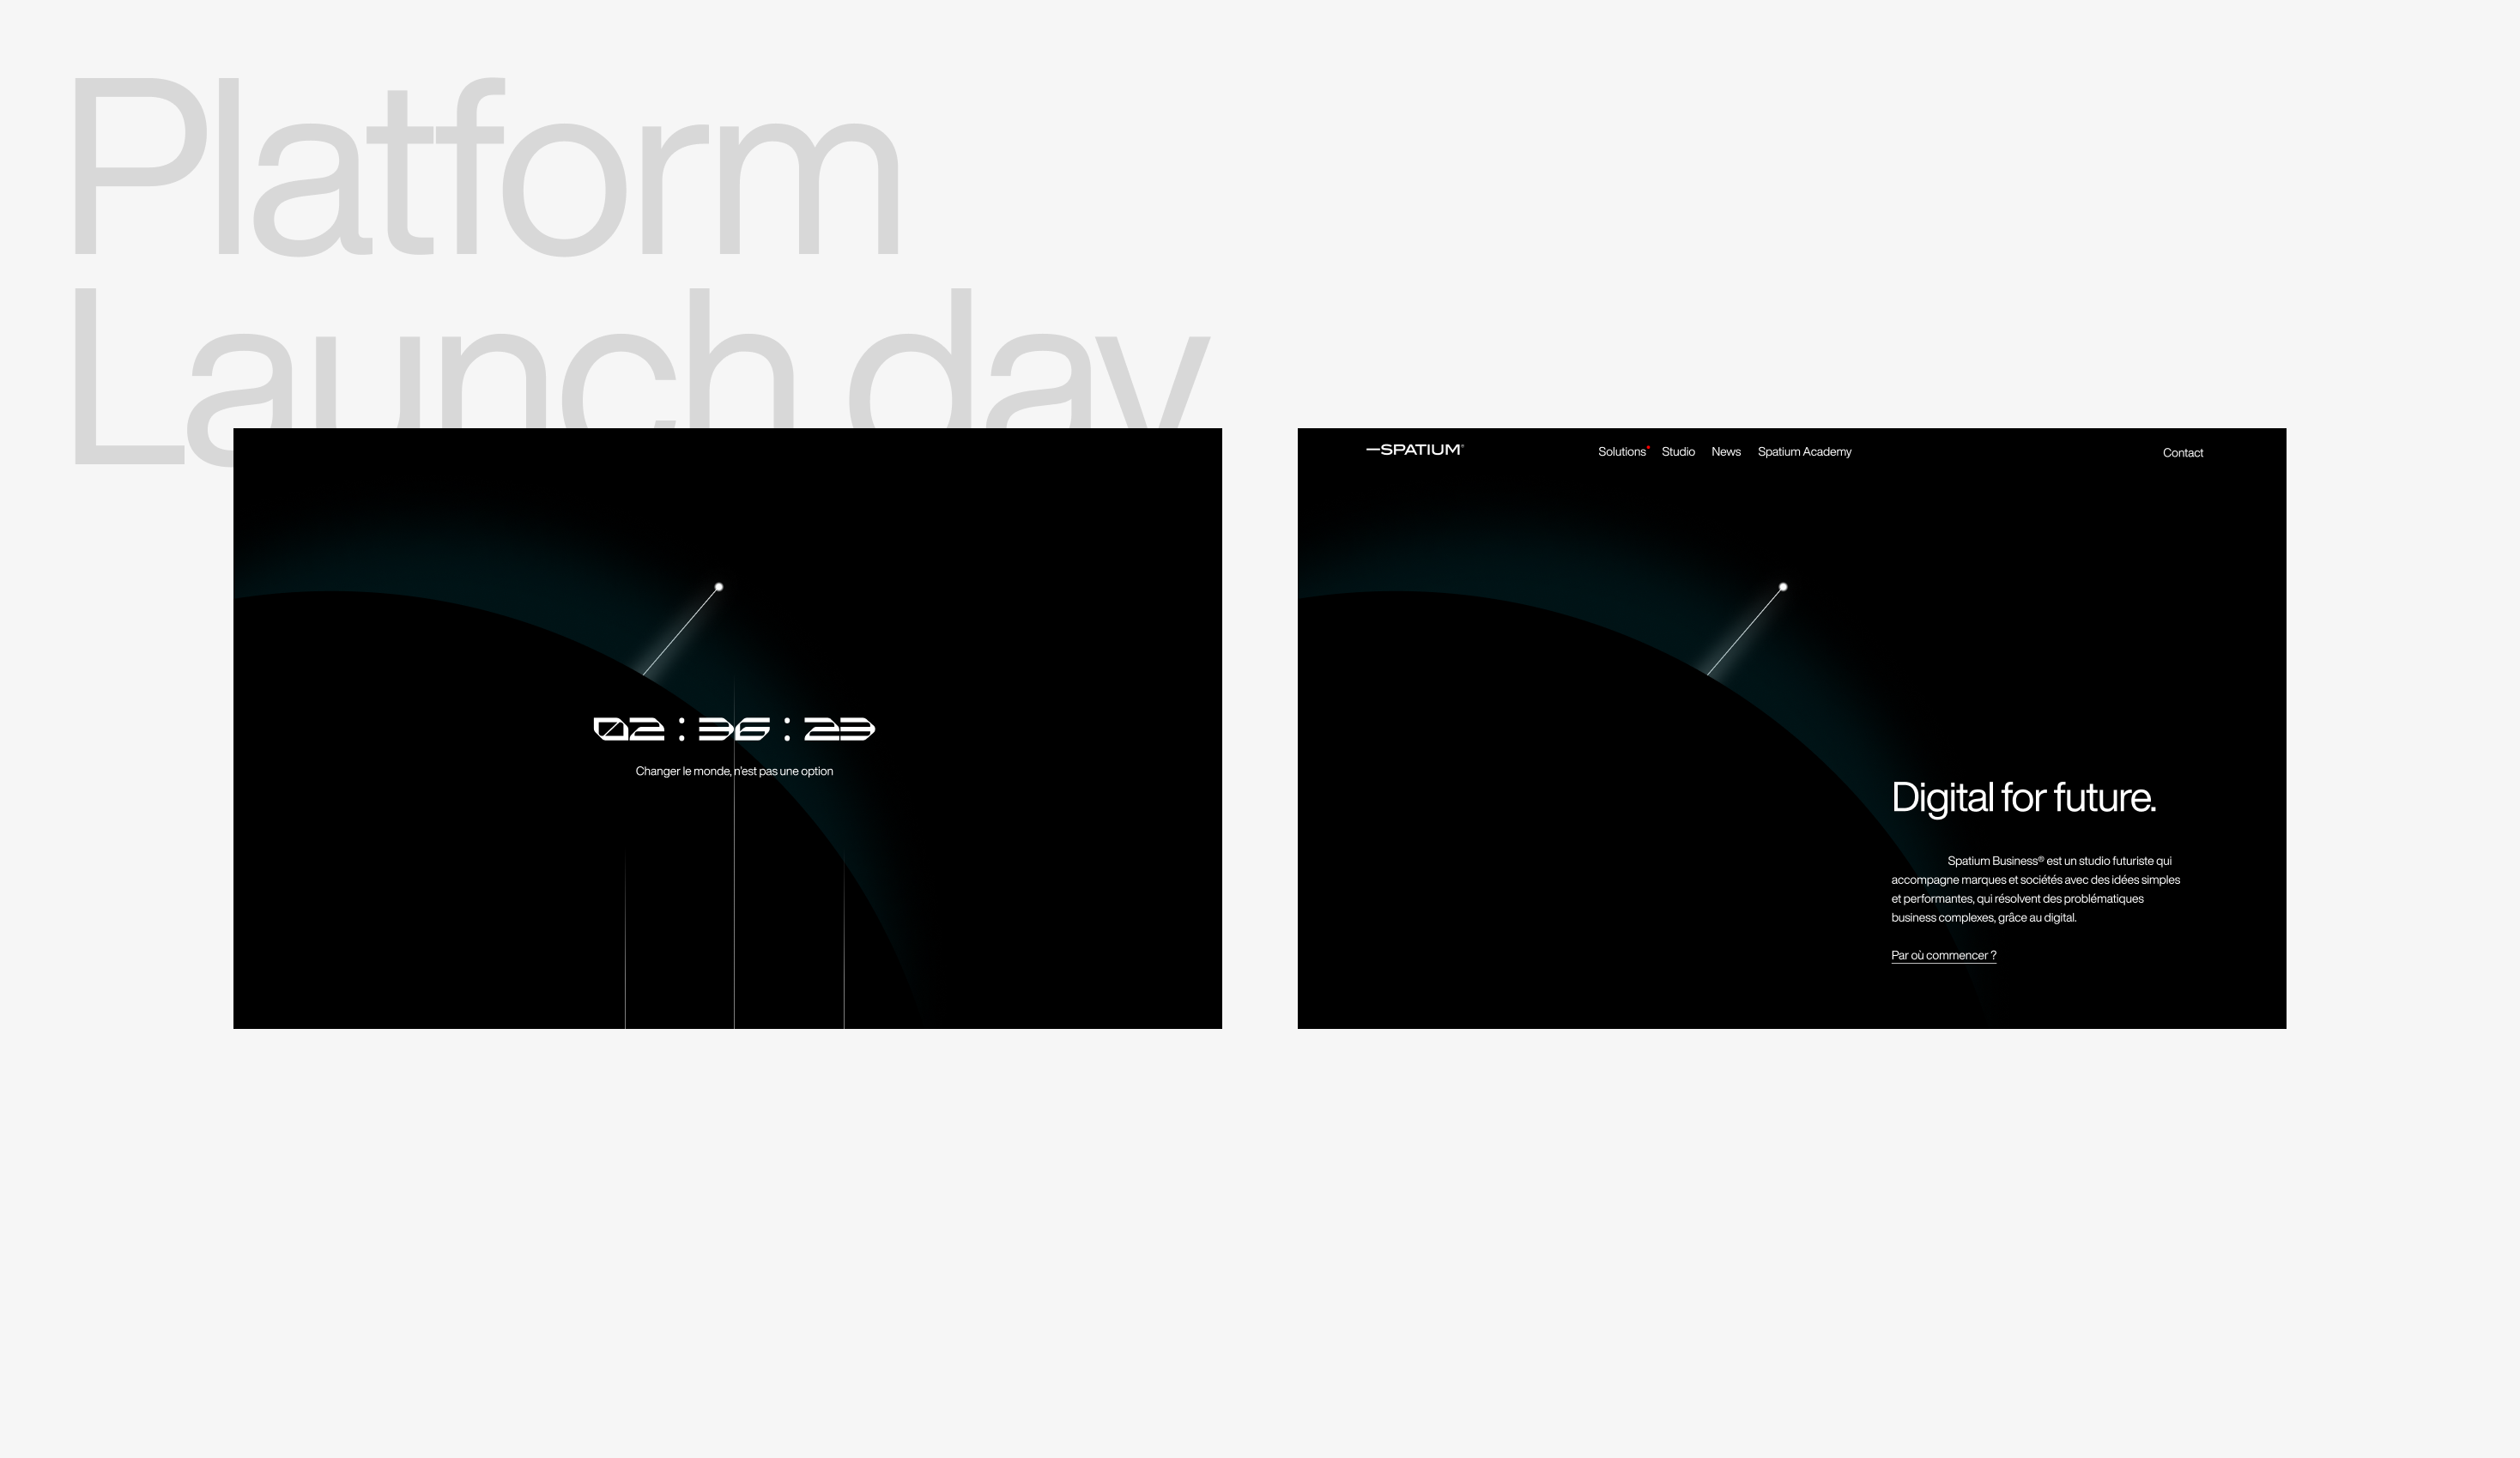 Platform
Launch day
02 : 36 : 23
Changer le monde, n'est pas une option
—SPATIUM®
Solutions Studio News Spatium Academy
Contact
Digital for future.
Spatium Business® est un studio futuriste qui
accompagne marques et sociétés avec des idées simples
et performantes, qui résolvent des problématiques
business complexes, grâce au digital.
Par où commencer ?